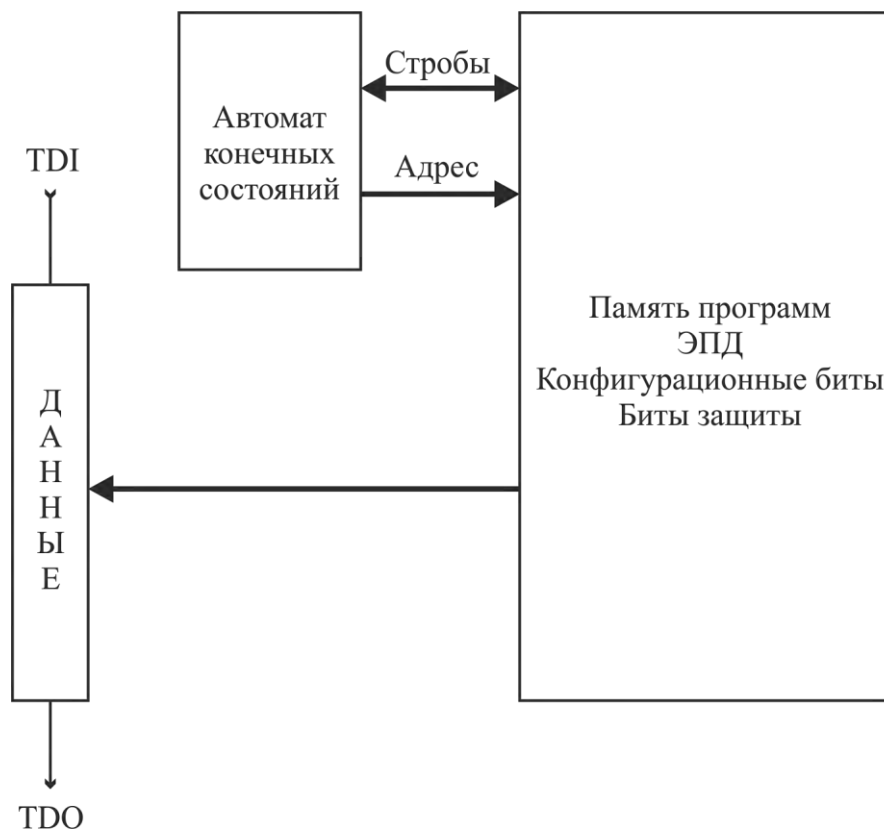 Стробы
Автомат
конечных
состояний
Адрес
TDI
Память программ
ЭПД
Конфигурационные биты
Биты защиты
Д
А
Н
Н
Ы
Е
TDO